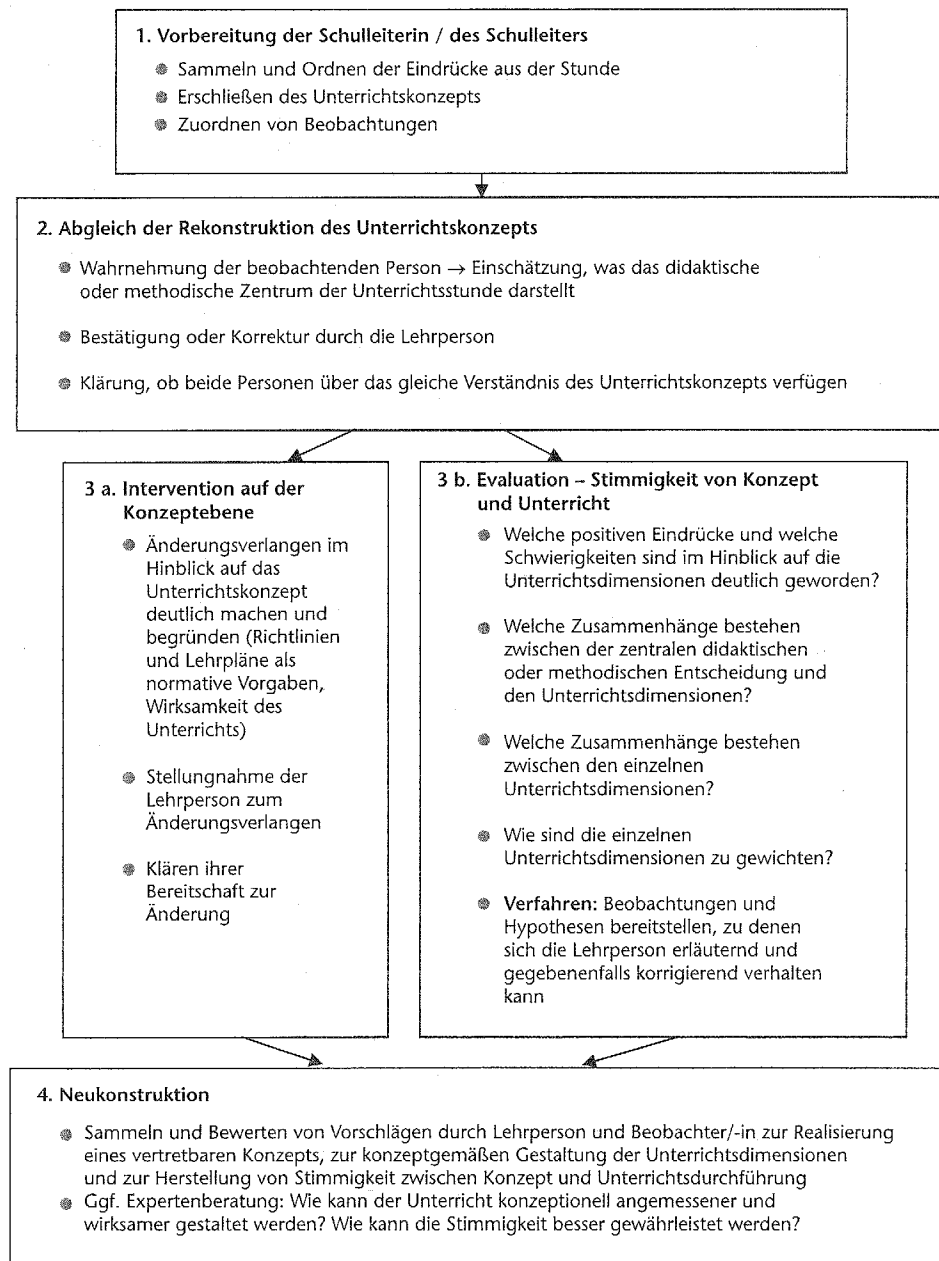 1. Vorbereitung der Schulleiterin / des Schulleiters
Sammeln und Ordnen der Eindrücke aus der Stunde
Erschließen des Unterrichtskonzepts
Zuordnen von Beobachtungen
2. Abgleich der Rekonstruktion des Unterrichtskonzepts
Wahrnehmung der beobachtenden Person → Einschätzung, was das didaktische
oder methodische Zentrum der Unterrichtsstunde darstellt
Bestätigung oder Korrektur durch die Lehrperson
Klärung, ob beide Personen über das gleiche Verständnis des Unterrichtskonzepts verfügen
3 a. Intervention auf der
Konzeptebene
Änderungsverlangen im
Hinblick auf das
Unterrichtskonzept
deutlich machen und
begründen (Richtlinien
und Lehrpläne als
normative Vorgaben,
Wirksamkeit des
Unterrichts)
Stellungnahme der
Lehrperson zum
Änderungsverlangen
Klären ihrer
Bereitschaft zur
Änderung
3 b. Evaluation – Stimmigkeit von Konzept
und Unterricht
Welche positiven Eindrücke und welche
Schwierigkeiten sind im Hinblick auf die
Unterrichtsdimensionen deutlich geworden?
Welche Zusammenhänge bestehen
zwischen der zentralen didaktischen
oder methodischen Entscheidung und
den Unterrichtsdimensionen?
Welche Zusammenhänge bestehen
zwischen den einzelnen
Unterrichtsdimensionen?
Wie sind die einzelnen
Unterrichtsdimensionen zu gewichten?
Verfahren: Beobachtungen und
Hypothesen bereitstellen, zu denen
sich die Lehrperson erläuternd und
gegebenenfalls korrigierend verhalten
kann
4. Neukonstruktion
Sammeln und Bewerten von Vorschlägen durch Lehrperson und Beobachter/-in zur Realisierung
eines vertretbaren Konzepts, zur konzeptgemäßen Gestaltung der Unterrichtsdimensionen
und zur Herstellung von Stimmigkeit zwischen Konzept und Unterrichtsdurchführung
Ggf. Expertenberatung: Wie kann der Unterricht konzeptionell angemessener und
wirksamer gestaltet werden? Wie kann die Stimmigkeit besser gewährleistet werden?